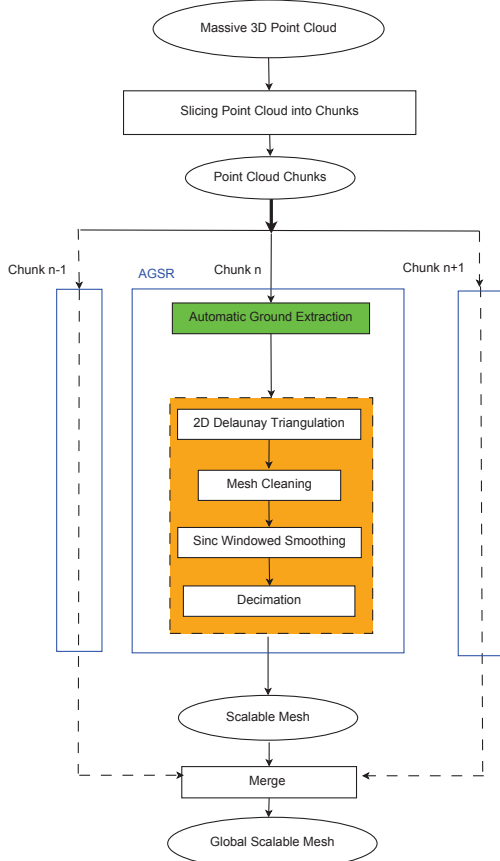 Massive 3D Point Cloud
Slicing Point Cloud into Chunks
Point Cloud Chunks
Chunk n-1
AGSR
Chunk n
Chunk n+1
Automatic Ground Extraction
2D Delaunay Triangulation
Mesh Cleaning
Sinc Windowed Smoothing
Decimation
Scalable Mesh
Merge
Global Scalable Mesh